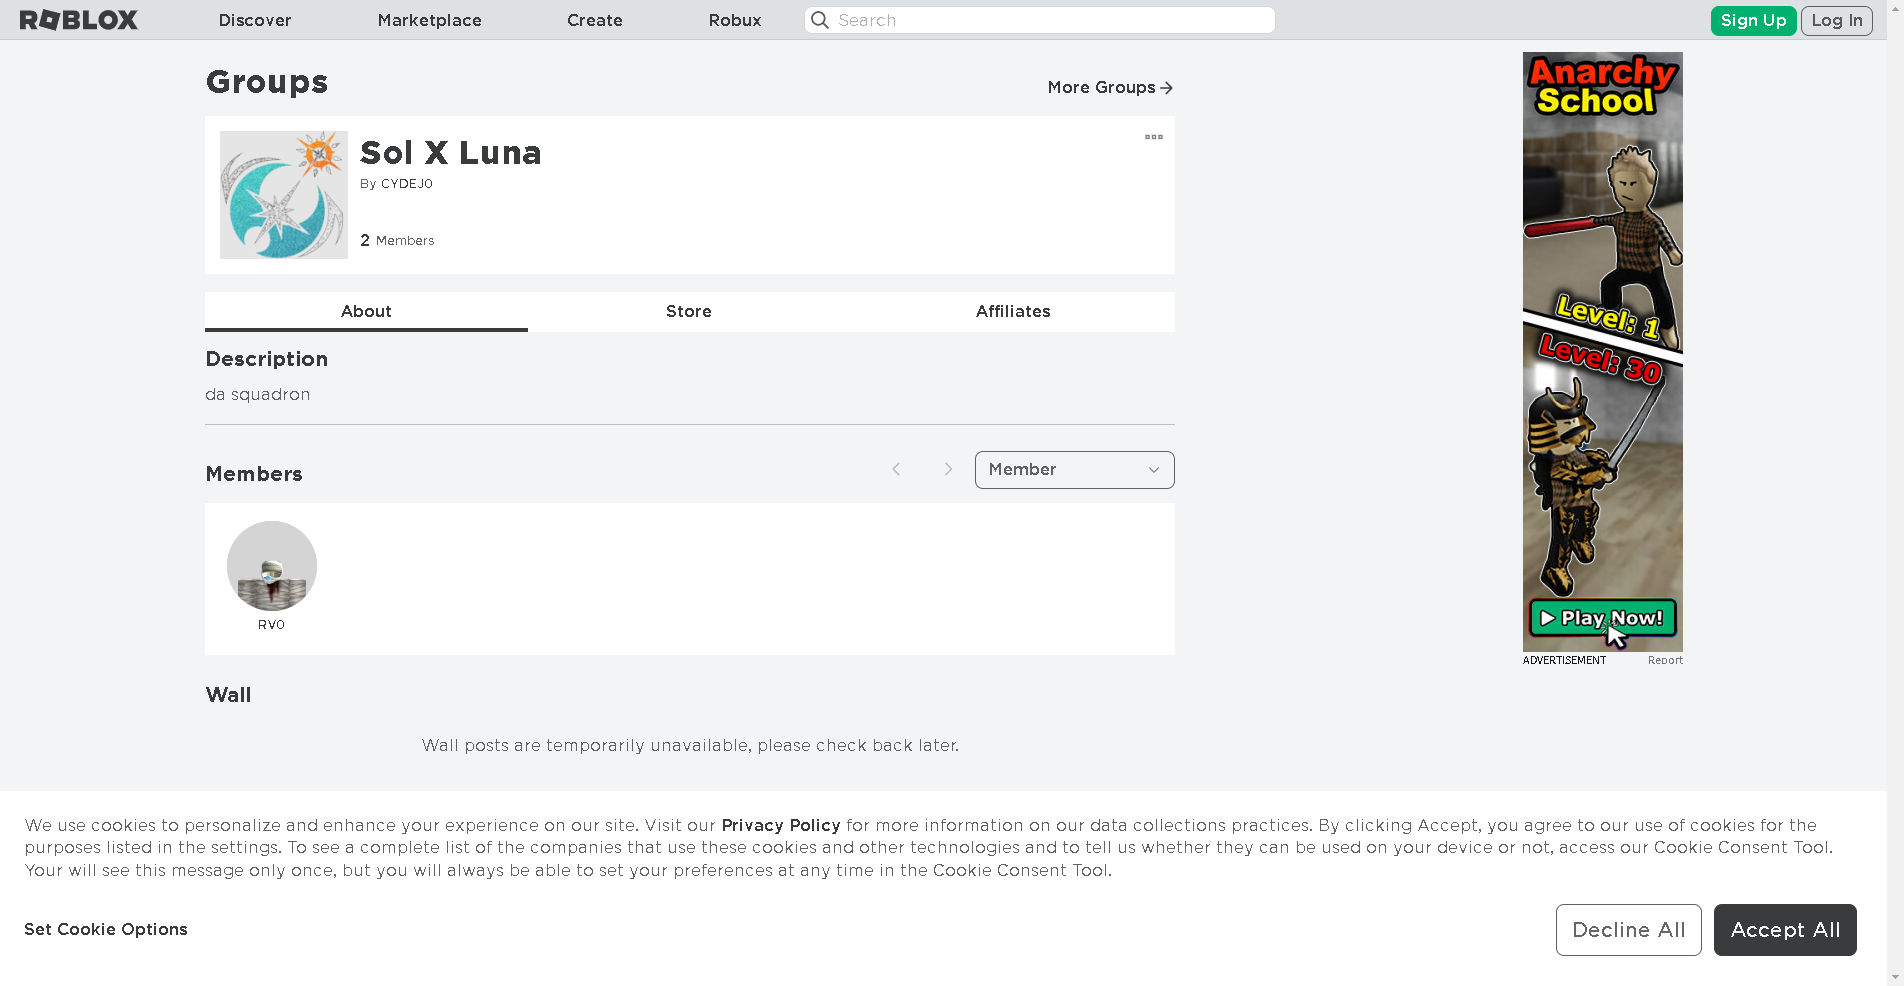 ROBLOX
Discover
Marketplace
Create
Robux
Search
Sign Up
Log In
Groups
More Groups
Sol X Luna
By CYDEJ0
2 Members
About
Store
Affiliates
Description
da squadron
Members
Member
RV0
Wall
Wall posts are temporarily unavailable, please check back later.
Anarchy
School
Level: 1
Level: 30
Play Now!
ADVERTISEMENT
Report
We use cookies to personalize and enhance your experience on our site. Visit our Privacy Policy for more information on our data collections practices. By clicking Accept, you agree to our use of cookies for the
purposes listed in the settings. To see a complete list of the companies that use these cookies and other technologies and to tell us whether they can be used on your device or not, access our Cookie Consent Tool.
Your will see this message only once, but you will always be able to set your preferences at any time in the Cookie Consent Tool.
Set Cookie Options
Decline All
Accept All